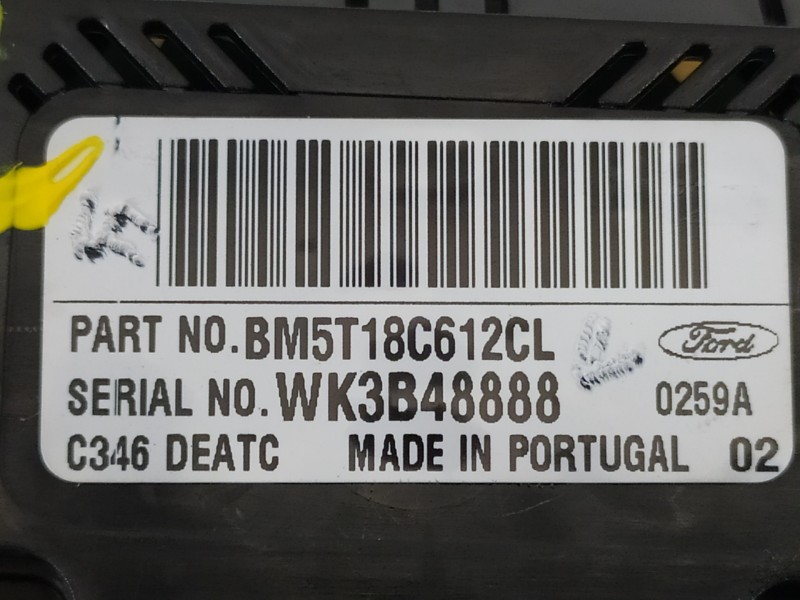 PART NO. BM5T18C612CL
Ford
SERIAL NO. WK3B48888
0259A
C346 DEATC MADE IN PORTUGAL 02